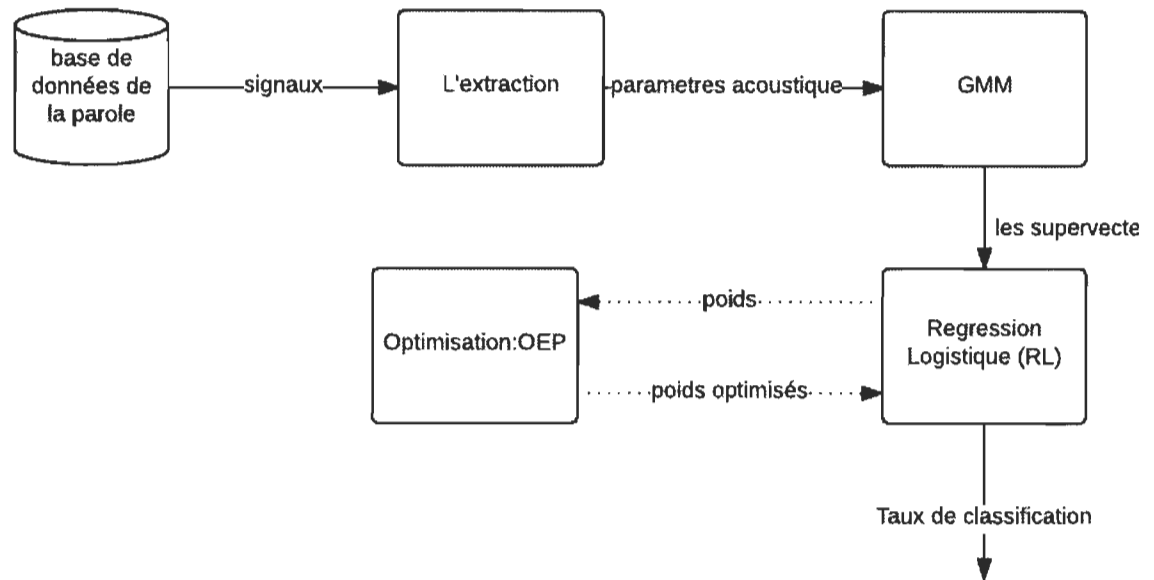 base de
données de
la parole
signaux
L'extraction
parametres acoustique
GMM
les supervecte
poids
Optimisation:OEP
Regression
Logistique (RL)
poids optimisés
Taux de classification